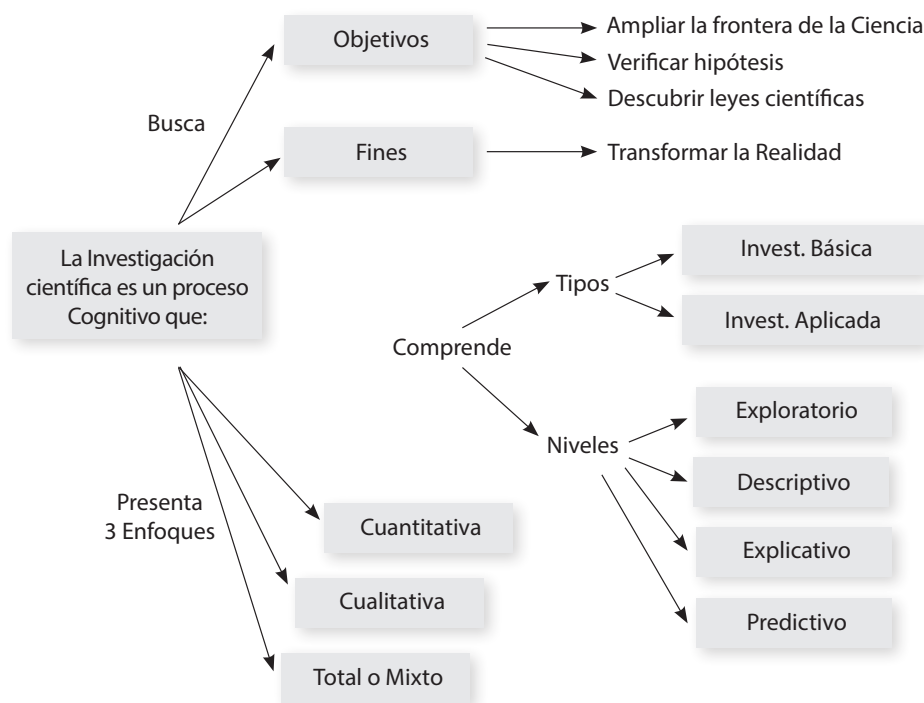 Objetivos
Ampliar la frontera de la Ciencia
Verificar hipótesis
Descubrir leyes científicas
Busca
Fines
Transformar la Realidad
La Investigación
científica es un proceso
Cognitivo que:
Comprende
Tipos
Invest. Básica
Invest. Aplicada
Niveles
Exploratorio
Descriptivo
Explicativo
Predictivo
Presenta
3 Enfoques
Cuantitativa
Cualitativa
Total o Mixto